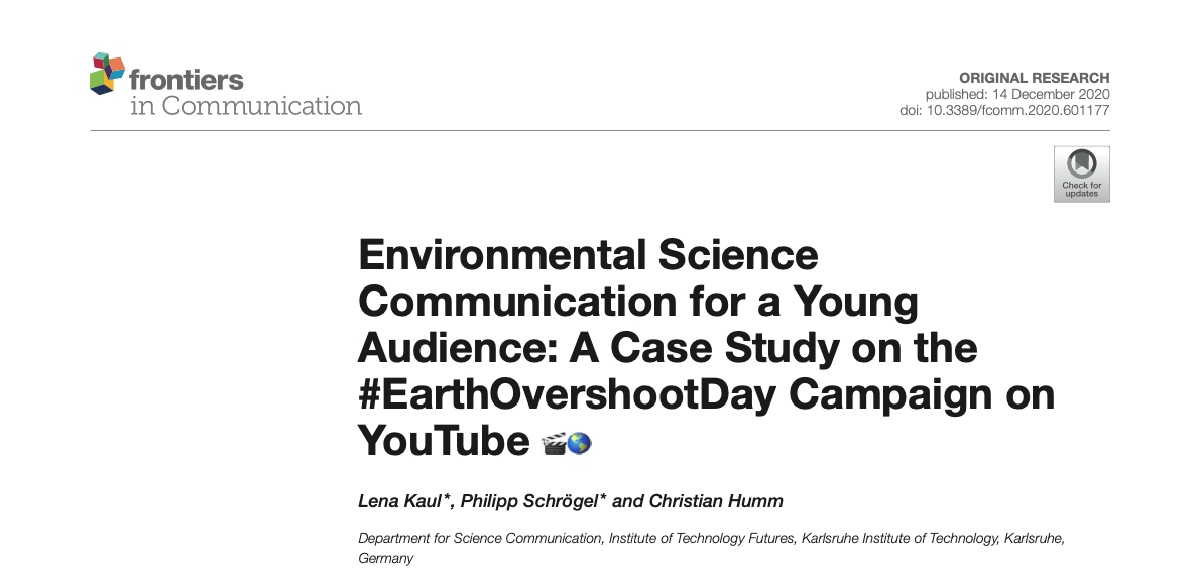 frontiers
in Communication
ORIGINAL RESEARCH
published: 14 December 2020
doi: 10.3389/fcomm.2020.601177
Check for
updates
Environmental Science
Communication for a Young
Audience: A Case Study on the
#EarthOvershootDay Campaign on
YouTube 🎬🌎
Lena Kaul*, Philipp Schrögel* and Christian Humm
Department for Science Communication, Institute of Technology Futures, Karlsruhe Institute of Technology, Karlsruhe,
Germany